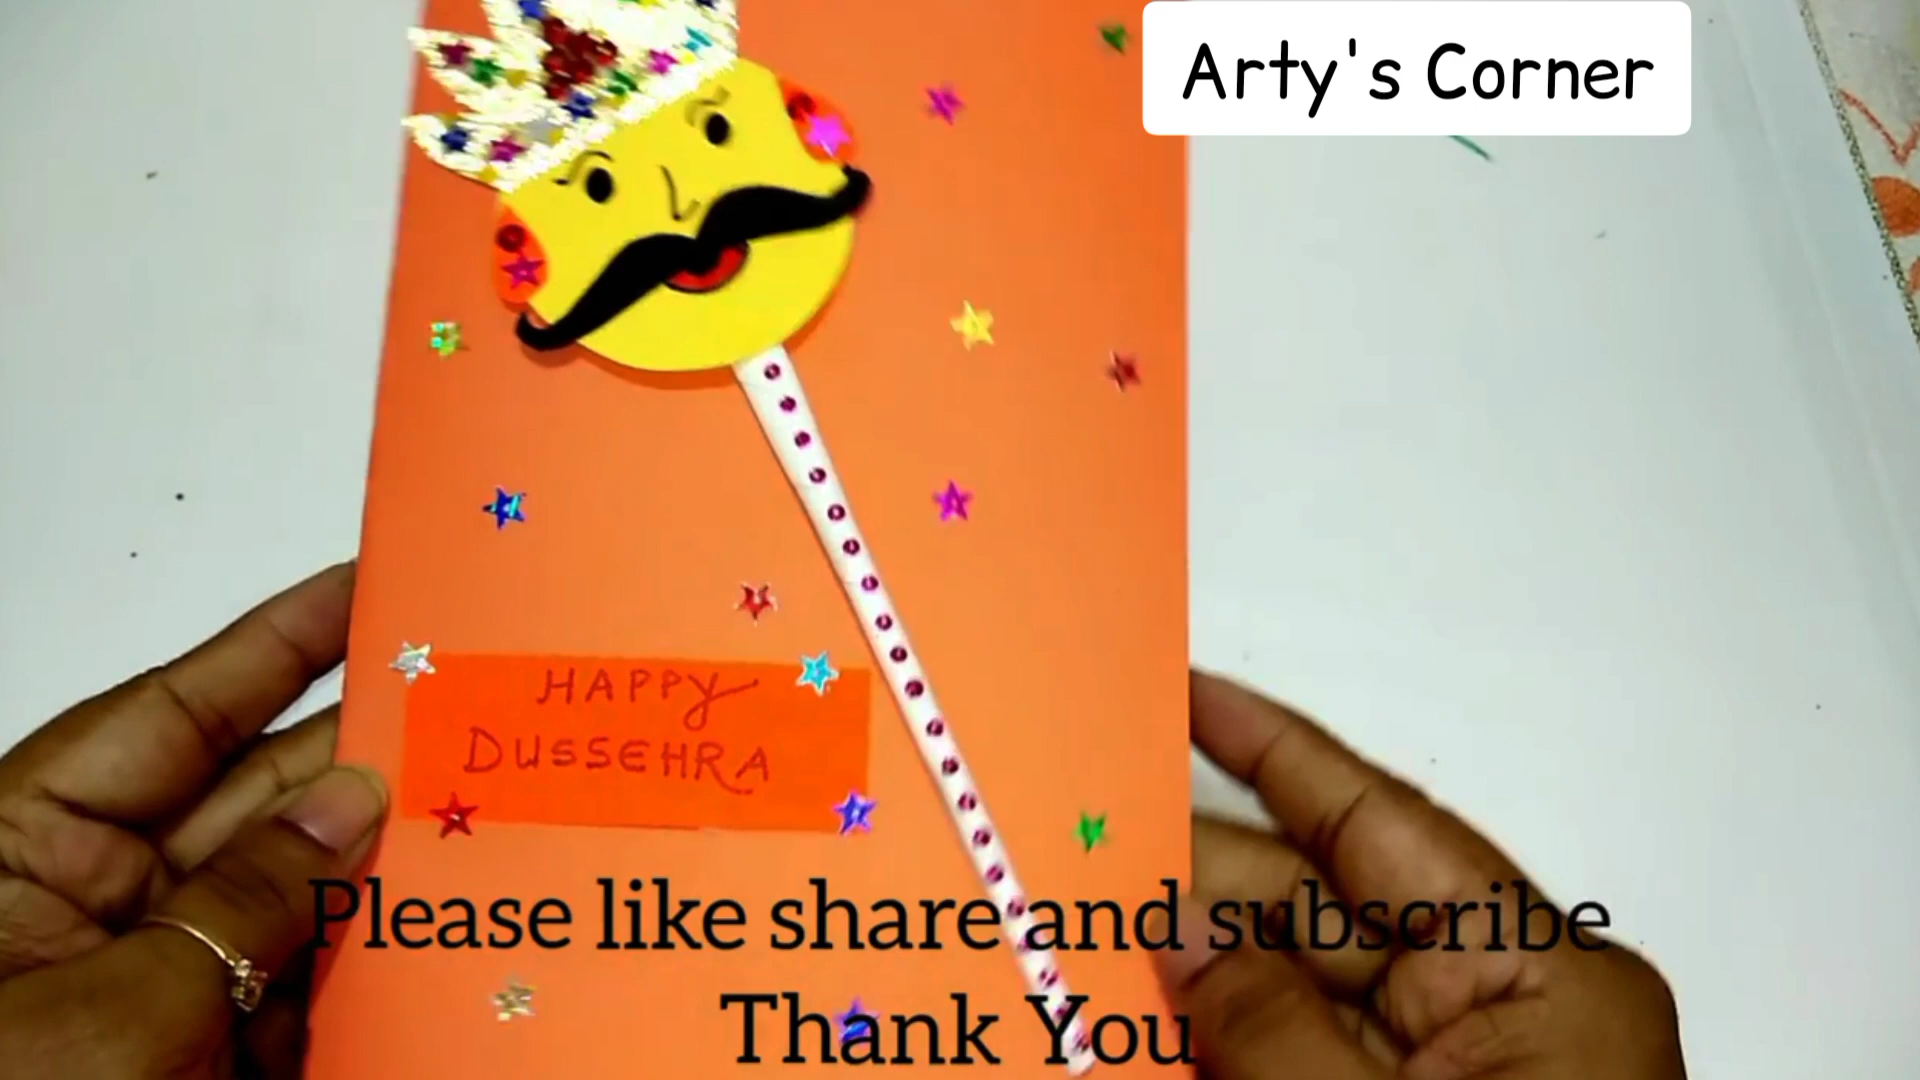 Arty's Corner
HAPPY
DUSSEHRA
Please like share and subscribe
Thank You